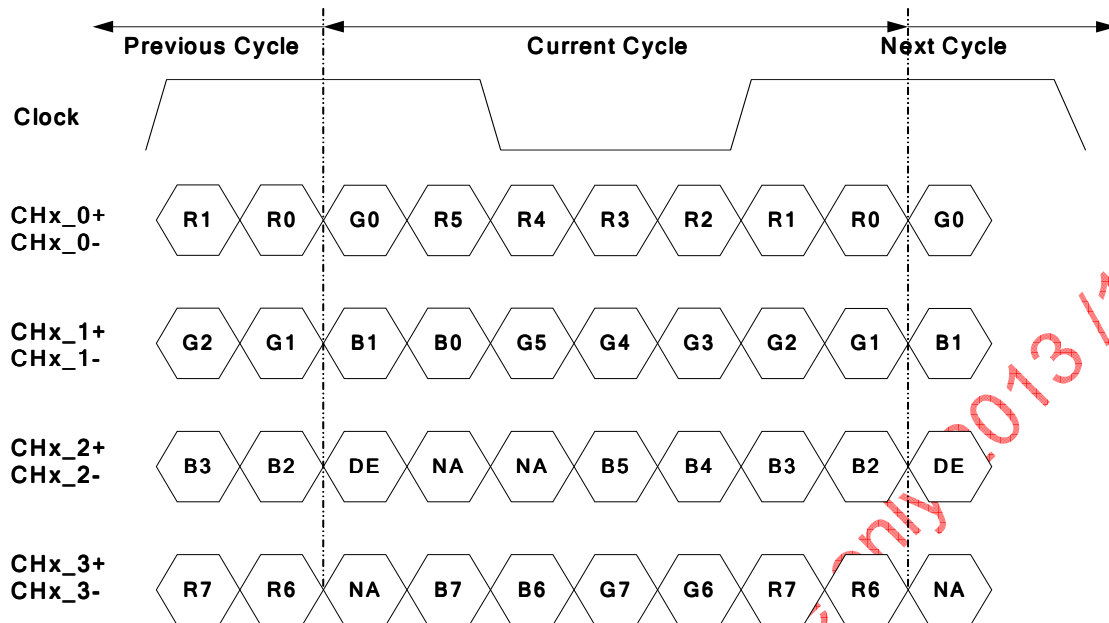 Previous Cycle Current Cycle Next Cycle
Clock
CHx_0+
CHx_0-
R1 R0 G0 R5 R4 R3 R2 R1 R0 G0
CHx_1+
CHx_1-
G2 G1 B1 B0 G5 G4 G3 G2 G1 B1
CHx_2+
CHx_2-
B3 B2 DE NA NA B5 B4 B3 B2 DE
CHx_3+
CHx_3-
R7 R6 NA B7 B6 G7 G6 R7 R6 NA
only 2013 /